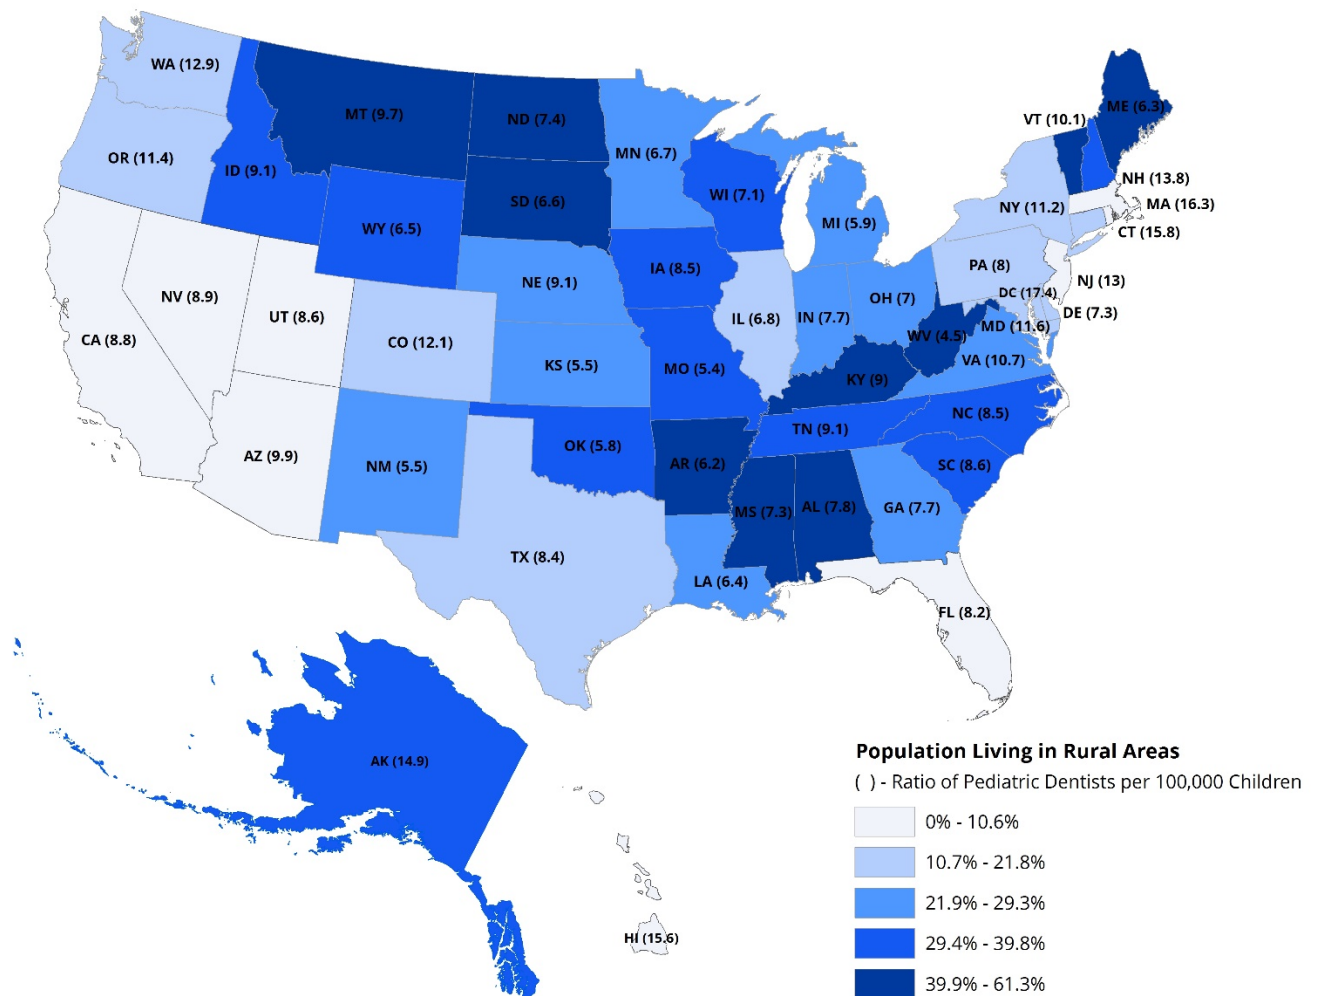 WA (12.9)
MT (9.7)
ND (7.4)
ME (6.3)
VT (10.1)
OR (11.4)
ID (9.1)
MN (6.7)
NH (13.8)
SD (6.6)
WI (7.1)
MA (16.3)
NY (11.2)
WY (6.5)
MI (5.9)
CT (15.8)
IA (8.5)
PA (8)
NE (9.1)
NJ (13)
NV (8.9)
OH (7)
DC (17.4)
UT (8.6)
IL (6.8)
IN (7.7)
DE (7.3)
MD (11.6)
CA (8.8)
CO (12.1)
WV (4.5)
VA (10.7)
KS (5.5)
MO (5.4)
KY (9)
NC (8.5)
TN (9.1)
AZ (9.9)
OK (5.8)
NM (5.5)
AR (6.2)
SC (8.6)
MS (7.3)
AL (7.8)
GA (7.7)
TX (8.4)
LA (6.4)
FL (8.2)
AK (14.9)
HI (15.6)
Population Living in Rural Areas
( ) - Ratio of Pediatric Dentists per 100,000 Children
0% - 10.6%
10.7% - 21.8%
21.9% - 29.3%
29.4% - 39.8%
39.9% - 61.3%